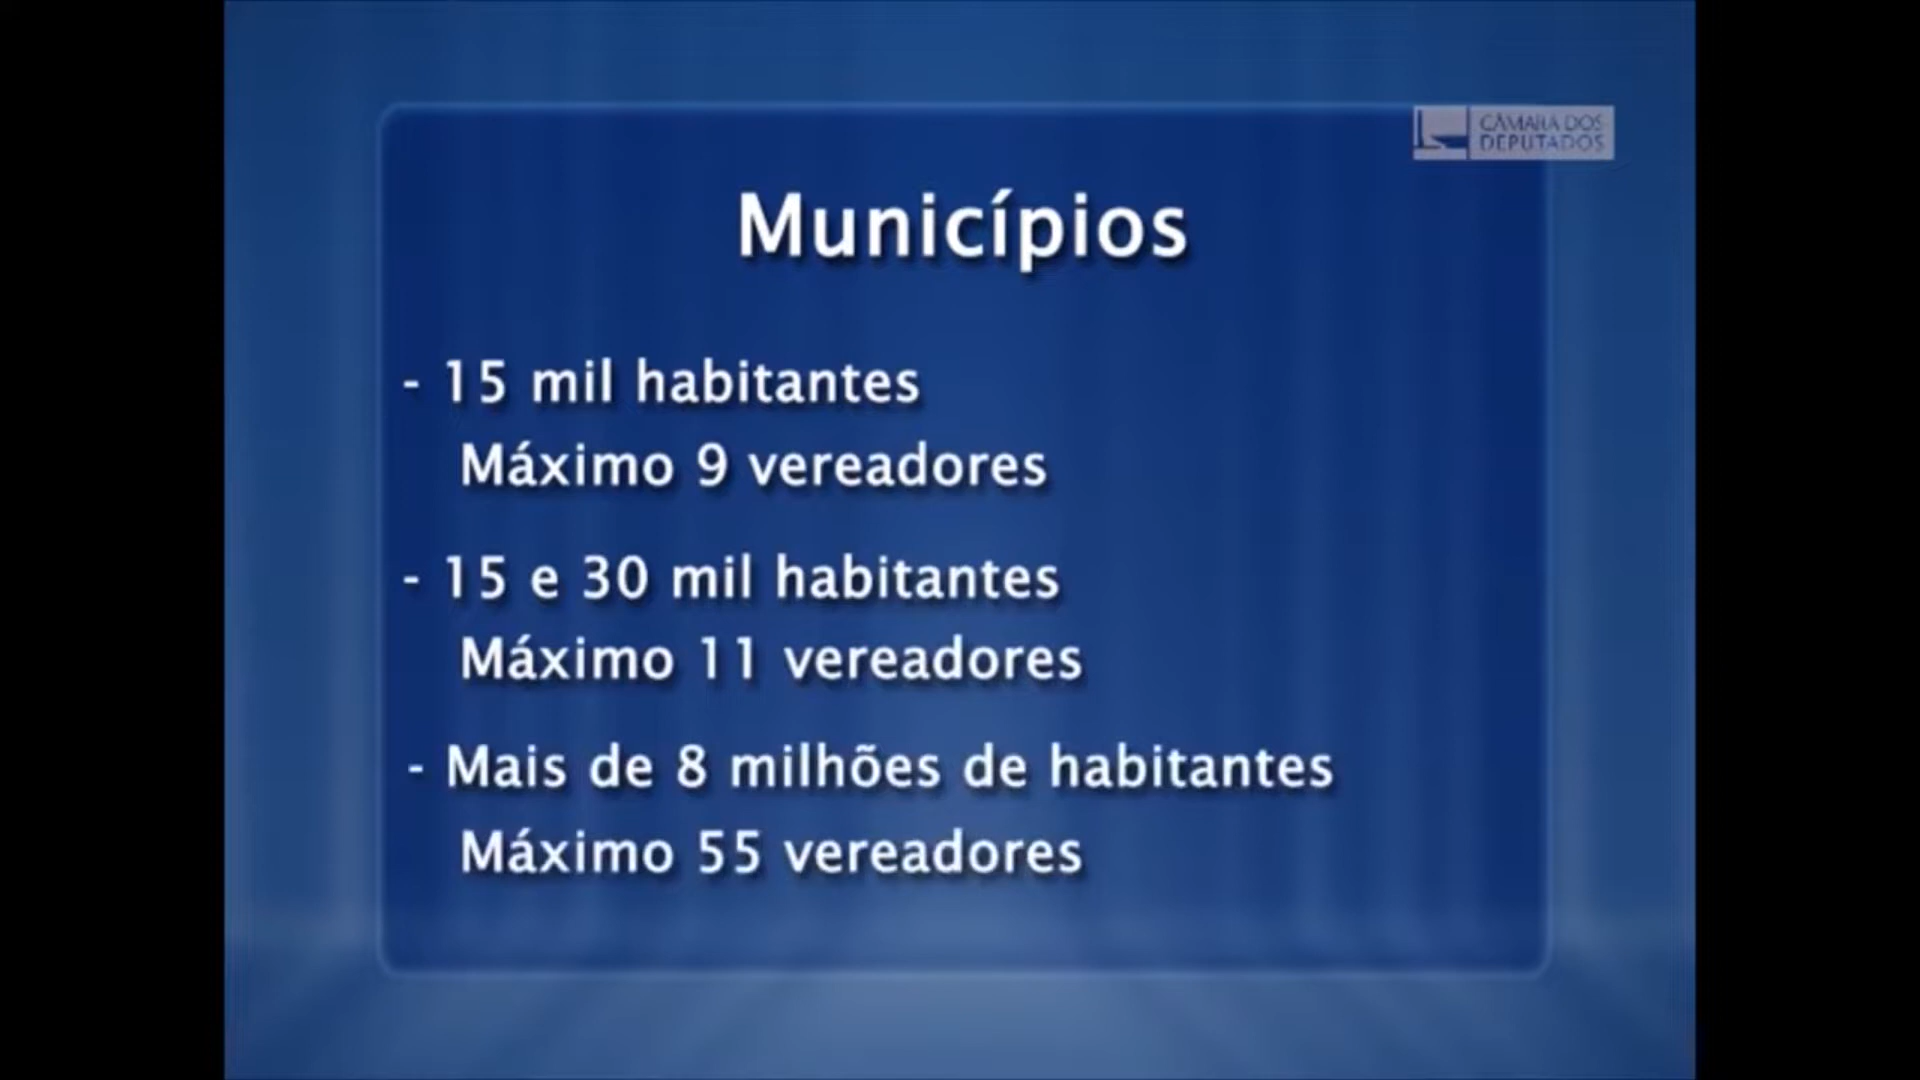 CÂMARA DOS
DEPUTADOS
Municípios
- 15 mil habitantes
Máximo 9 vereadores
- 15 e 30 mil habitantes
Máximo 11 vereadores
- Mais de 8 milhões de habitantes
Máximo 55 vereadores